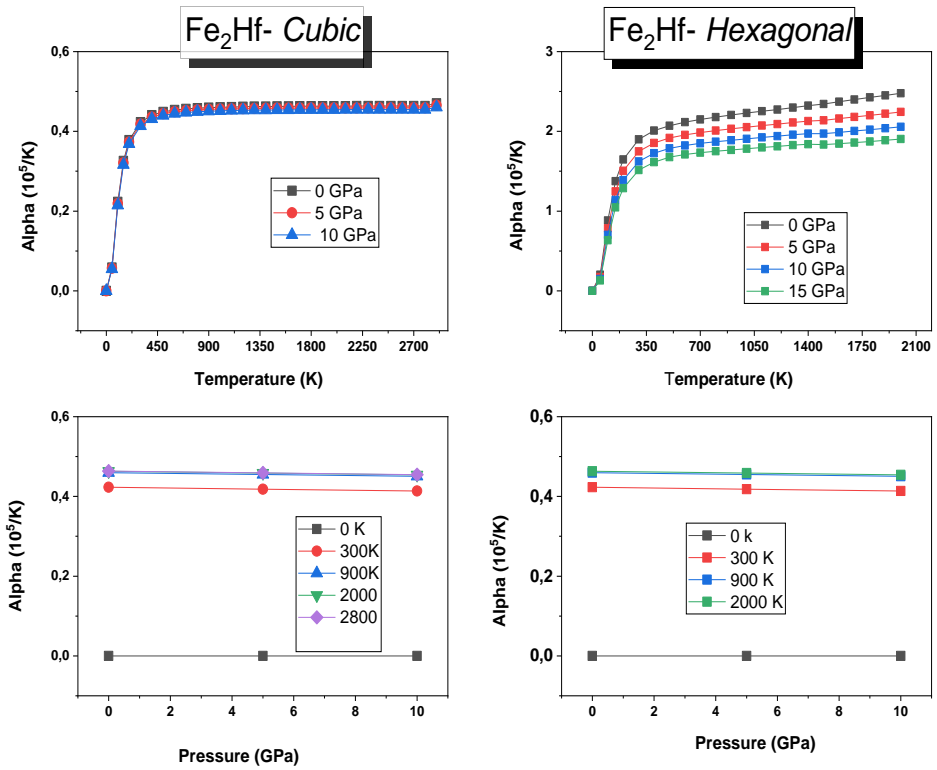 Fe₂Hf- Cubic
Fe₂Hf- Hexagonal
0,6
0,4
0,2
0,0
Alpha (10⁵/K)
0 GPa
5 GPa
10 GPa
0 450 900 1350 1800 2250 2700
Temperature (K)
3
2
1
0
Alpha (10⁵/K)
0 GPa
5 GPa
10 GPa
15 GPa
0 350 700 1050 1400 1750 2100
Temperature (K)
0,6
0,4
0,2
0,0
Alpha (10⁵/K)
0 K
300K
900K
2000
2800
0 2 4 6 8 10
Pressure (GPa)
0,6
0,4
0,2
0,0
Alpha (10⁵/K)
0 k
300 K
900 K
2000 K
0 2 4 6 8 10
Pressure (GPa)